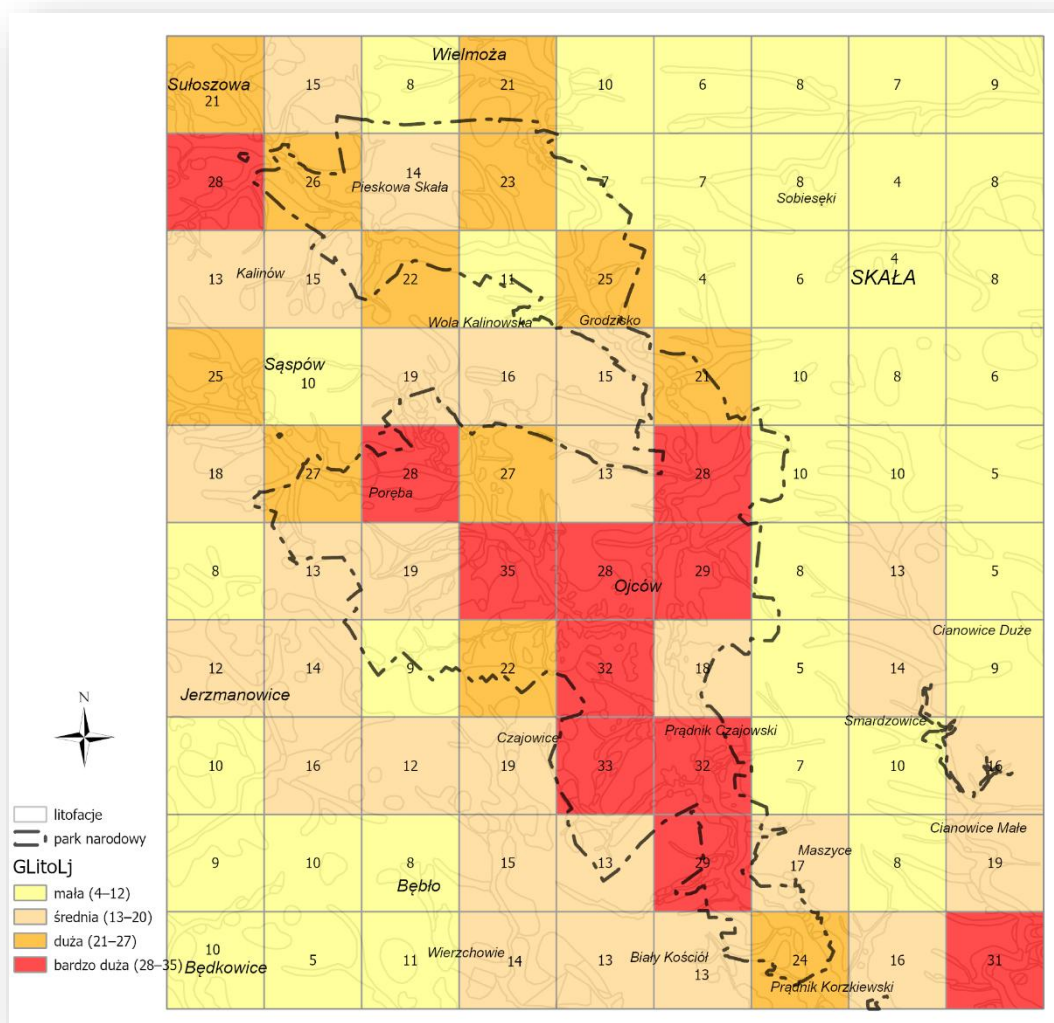 Wielmoża
Sułoszowa
21 15 8 21 10 6 8 7 9
28 26 14 23 7 7 8 4 8
Pieskowa Skała
Sobiesęki
13 15 22 11 25 4 6 4 8
Kalinów
SKAŁA
Wola Kalinowska
Grodzisko
Sąspów
25 10 19 16 15 21 10 8 6
18 27 28 27 13 28 10 10 5
Poręba
8 13 19 35 28 29 8 13 5
Ojców
Cianowice Duże
12 14 9 22 32 18 5 14 9
Jerzmanowice
N
Smardzowice
Czajowice
Prądnik Czajowski
10 16 12 19 33 32 7 10 16
litofacje
Cianowice Małe
park narodowy
Maszyce
9 10 8 15 13 29 17 8 19
GLitoLj
Bębło
mała (4–12)
średnia (13–20)
duża (21–27)
bardzo duża (28–35)
10 5 11 14 13 13 24 16 31
Wierzchowie
Biały Kościół
Będkowice
Prądnik Korzkiewski